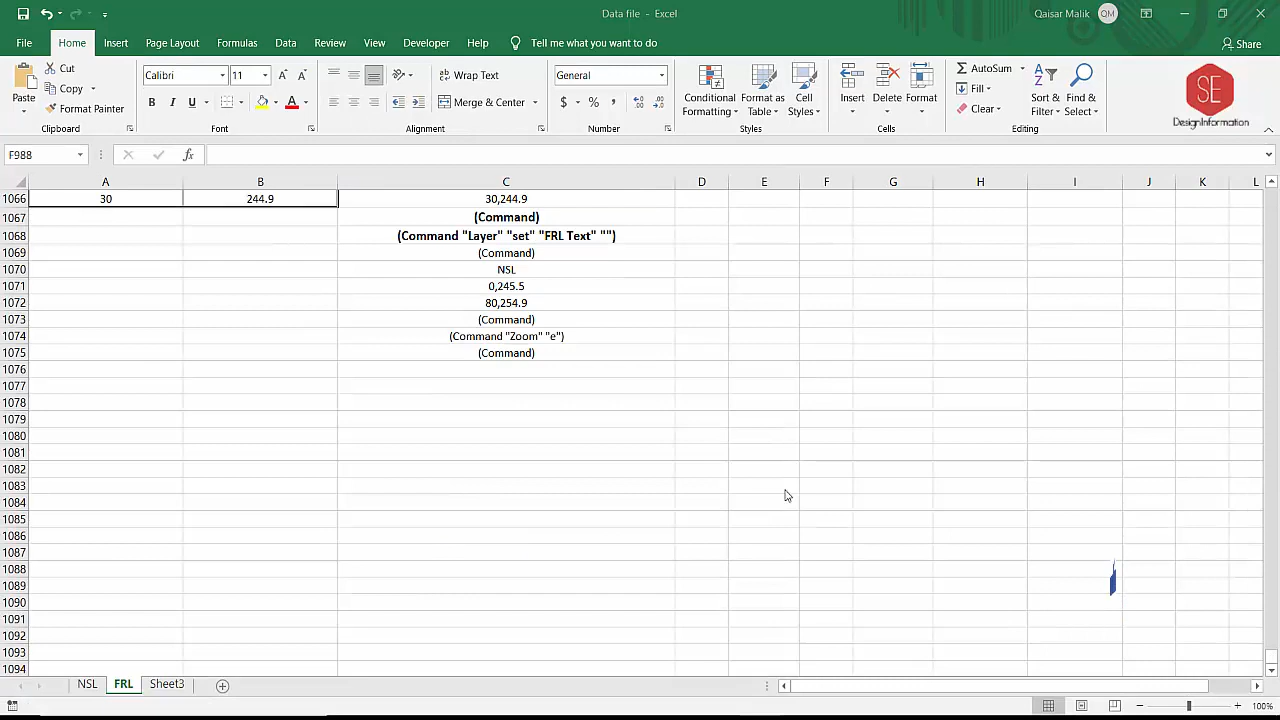 Data file - Excel
Qaisar Malik QM
File Home Insert Page Layout Formulas Data Review View Developer Help Tell me what you want to do Share
Paste Cut Copy Format Painter Clipboard
Calibri 11 B I U A Font
Wrap Text Merge & Center Alignment
General $ % , Number
Conditional Formatting Format as Table Cell Styles Styles
Insert Delete Format Cells
AutoSum Fill Clear Sort & Filter Find & Select Editing
SE
DesignInformation
F988 fx
A B C D E F G H I J K L
1066 30 244.9 30,244.9
1067 (Command)
1068 (Command "Layer" "set" "FRL Text" "")
1069 (Command)
1070 NSL
1071 0,245.5
1072 80,254.9
1073 (Command)
1074 (Command "Zoom" "e")
1075 (Command)
1076
1077
1078
1079
1080
1081
1082
1083
1084
1085
1086
1087
1088
1089
1090
1091
1092
1093
1094
NSL FRL Sheet3
100%